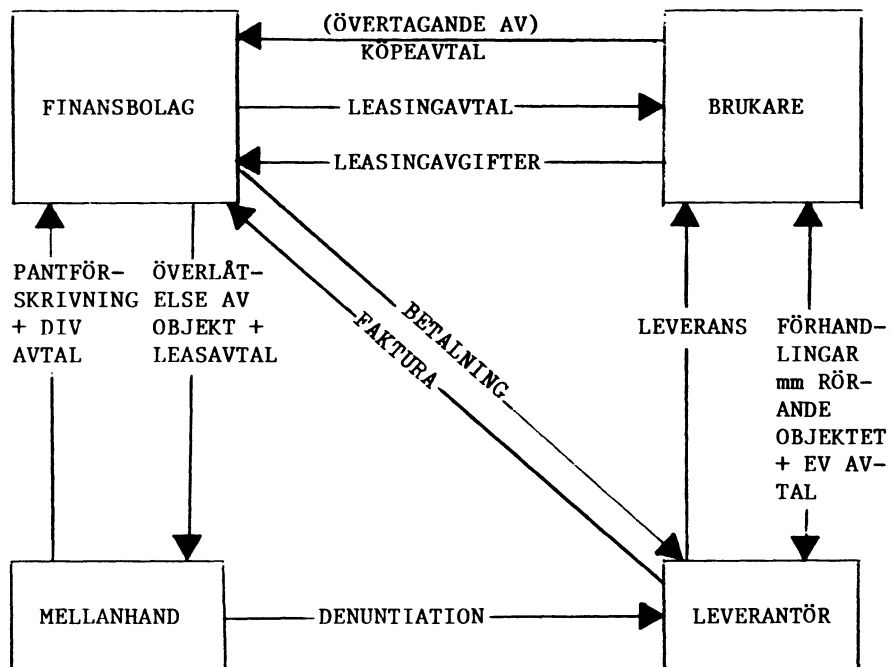 (ÖVERTAGANDE AV)
KÖPEAVTAL
FINANSBOLAG
LEASINGAVTAL
BRUKARE
LEASINGAVGIFTER
PANTFÖR-
SKRIVNING
+ DIV
AVTAL
ÖVERLÅT-
ELSE AV
OBJEKT +
LEASAVTAL
BETALNING
FAKTURA
LEVERANS
FÖRHAND-
LINGAR
mm RÖR-
ANDE
OBJEKTET
+ EV AV-
TAL
MELLANHAND
DENUNTIATION
LEVERANTÖR